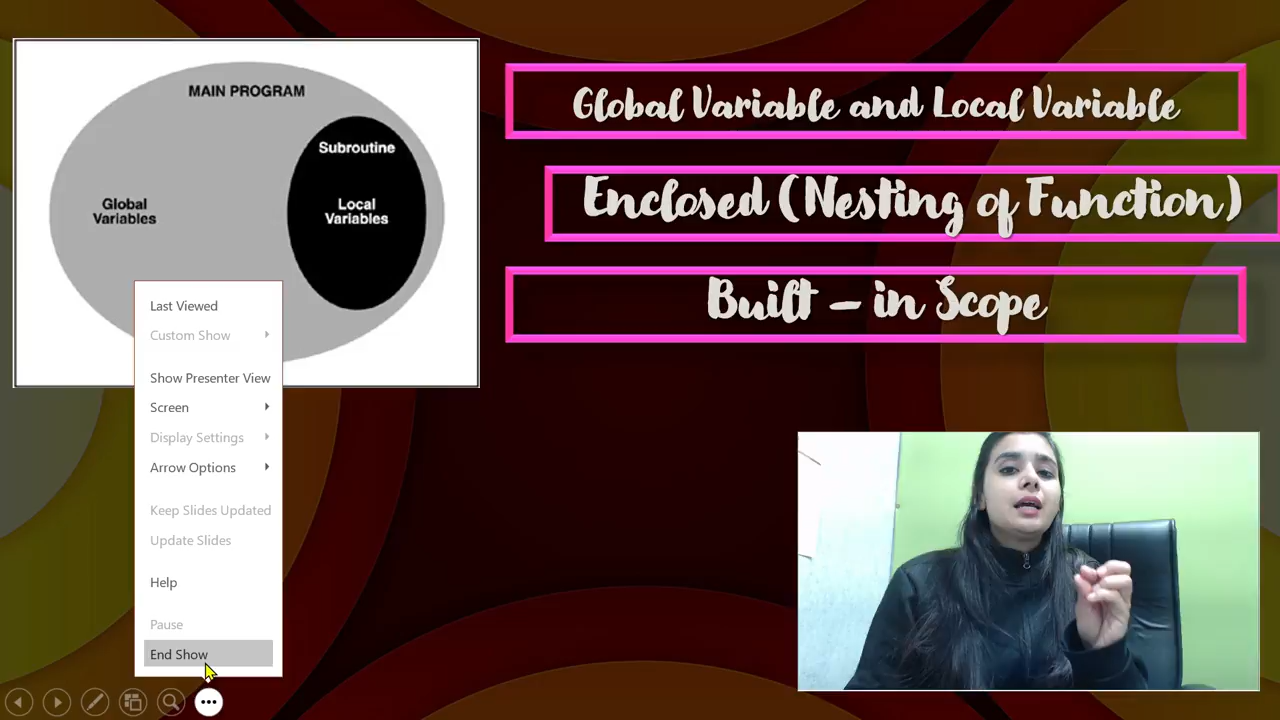 MAIN PROGRAM
Subroutine
Global
Variables
Local
Variables
Global Variable and Local Variable
Enclosed (Nesting of Function)
Built - in Scope
Last Viewed
Custom Show
Show Presenter View
Screen
Display Settings
Arrow Options
Keep Slides Updated
Update Slides
Help
Pause
End Show